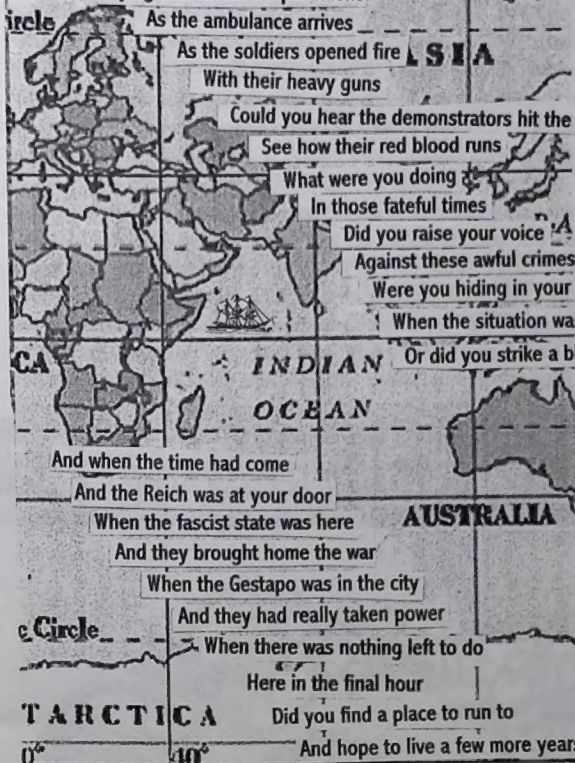 ircle
As the ambulance arrives
As the soldiers opened fire
SIA
With their heavy guns
Could you hear the demonstrators hit the
See how their red blood runs
What were you doing
In those fateful times
Did you raise your voice
A
Against these awful crimes
Were you hiding in your
When the situation wa
CA
INDIAN
Or did you strike a b
OCEAN
And when the time had come
And the Reich was at your door
When the fascist state was here
AUSTRALIA
And they brought home the war
When the Gestapo was in the city
And they had really taken power
c Circle
When there was nothing left to do
Here in the final hour
TARCTICA
Did you find a place to run to
0° 40°
And hope to live a few more year